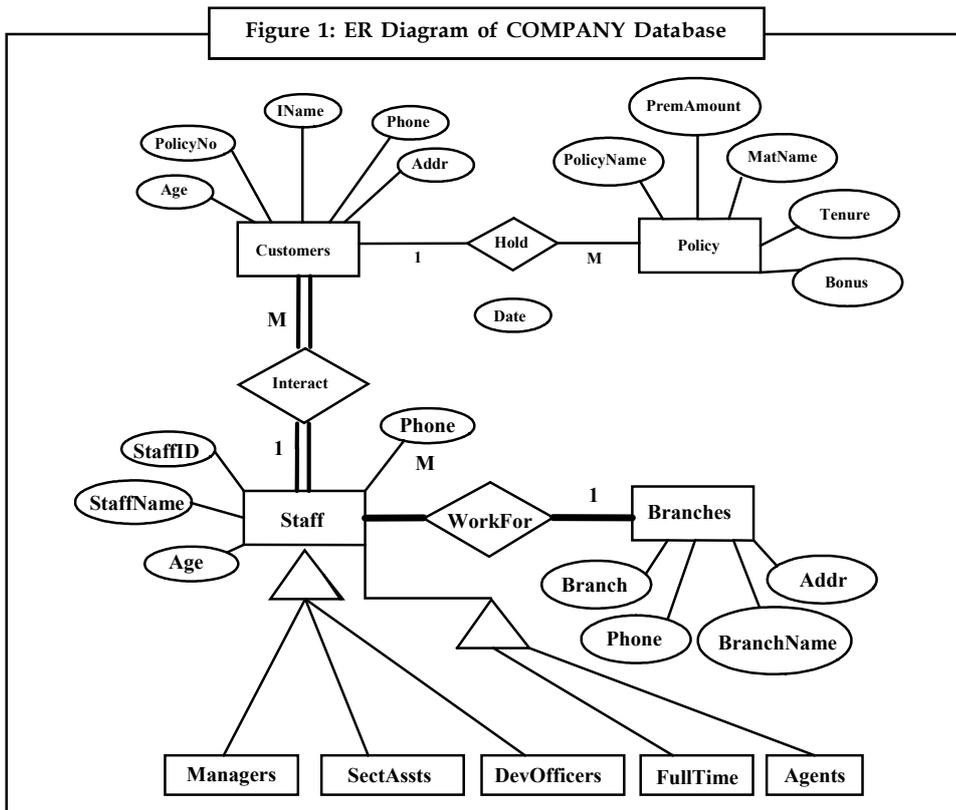 Figure 1: ER Diagram of COMPANY Database
PremAmount
IName
Phone
PolicyNo
PolicyName
MatName
Addr
Age
Tenure
Customers
Hold
Policy
1
M
Bonus
Date
M
Interact
Phone
1
StaffID
M
StaffName
1
Staff
WorkFor
Branches
Age
Branch
Addr
Phone
BranchName
Managers
SectAssts
DevOfficers
FullTime
Agents